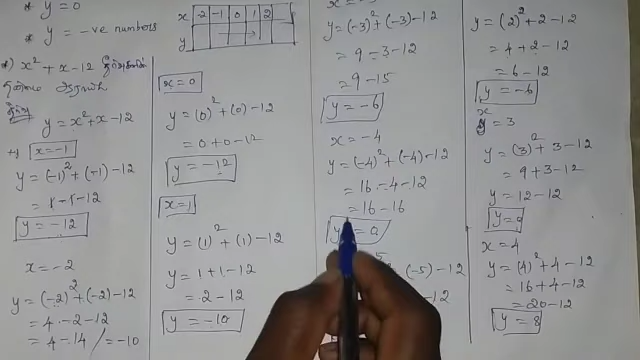 * y = 0
* y = -ve numbers
x -2 -1 0 1 2
y
x² + x - 12
தன்மை
y = x² + x - 12
x = -1
y = (-1)² + (-1) - 12
= 1 - 1 - 12
y = -12
x = -2
y = (-2)² + (-2) - 12
= 4 - 2 - 12
= 4 - 14 = -10
x = 0
y = (0)² + (0) - 12
= 0 + 0 - 12
y = -12
x = 1
y = (1)² + (1) - 12
y = 1 + 1 - 12
= 2 - 12
y = -10
y = (-3)² + (-3) - 12
= 9 - 3 - 12
= 9 - 15
y = -6
x = -4
y = (-4)² + (-4) - 12
= 16 - 4 - 12
= 16 - 16
y = 0
5
(-5) - 12
- 12
y = (2)² + 2 - 12
= 4 + 2 - 12
= 6 - 12
y = -6
x = 3
y = (3)² + 3 - 12
= 9 + 3 - 12
y = 12 - 12
y = 0
x = 4
y = (4)² + 4 - 12
= 16 + 4 - 12
= 20 - 12
y = 8